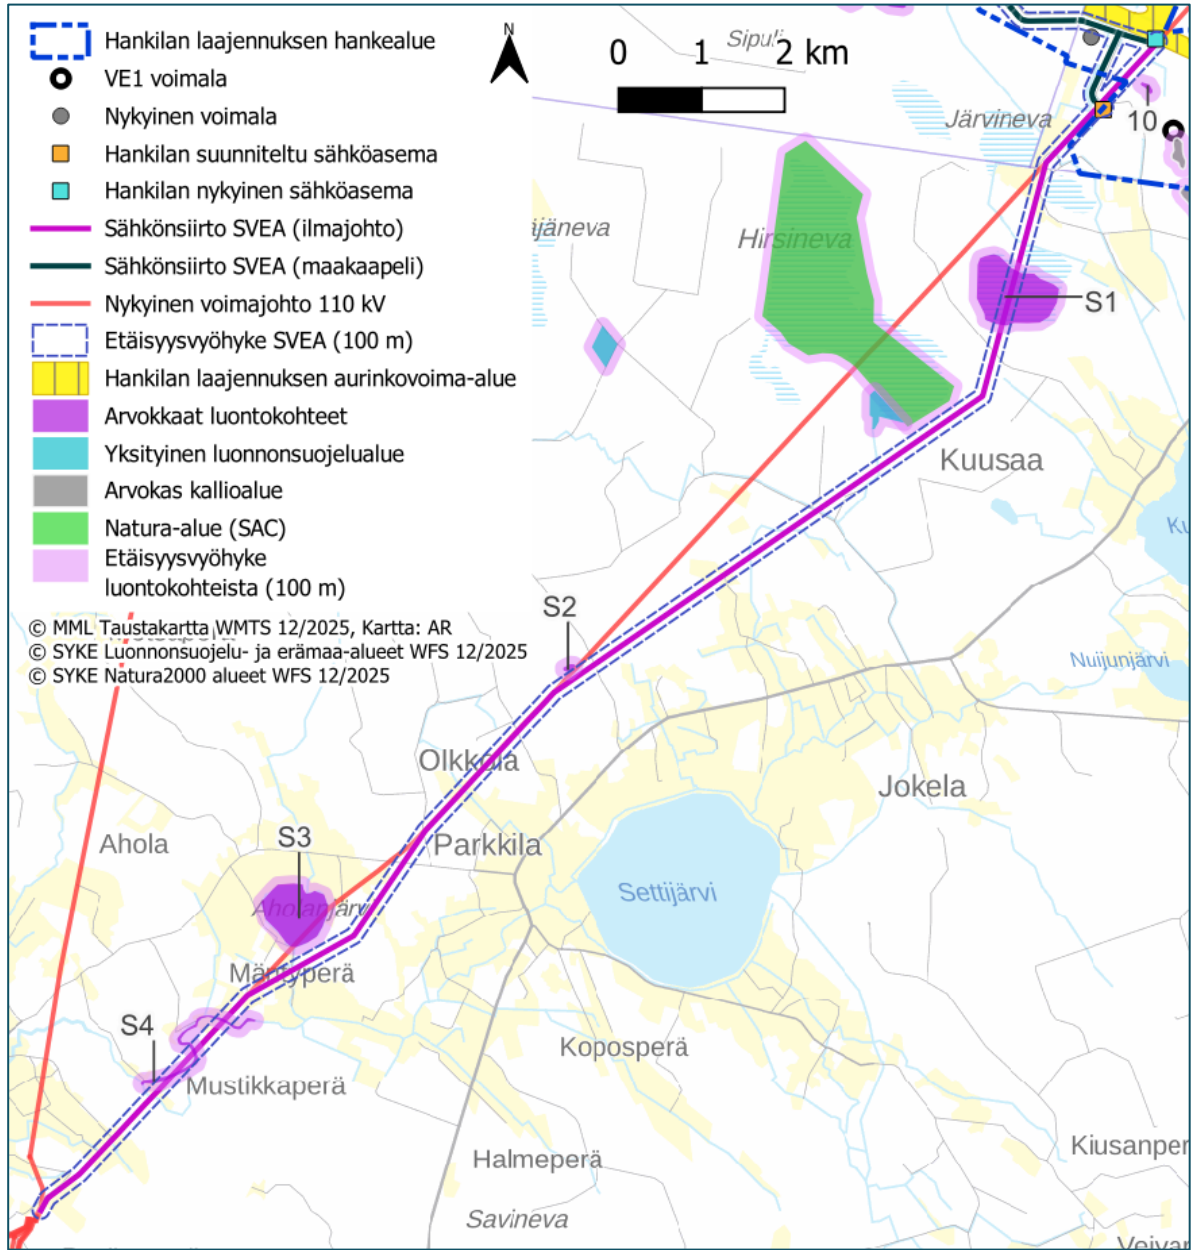 Hankilan laajennuksen hankealue
VE1 voimala
Nykyinen voimala
Hankilan suunniteltu sähköasema
Hankilan nykyinen sähköasema
Sähkönsiirto SVEA (ilmajohto)
Sähkönsiirto SVEA (maakaapeli)
Nykyinen voimajohto 110 kV
Etäisyysvyöhyke SVEA (100 m)
Hankilan laajennuksen aurinkovoima-alue
Arvokkaat luontokohteet
Yksityinen luonnonsuojelualue
Arvokas kallioalue
Natura-alue (SAC)
Etäisyysvyöhyke
luontokohteista (100 m)
© MML Taustakartta WMTS 12/2025, Kartta: AR
© SYKE Luonnonsuojelu- ja erämaa-alueet WFS 12/2025
© SYKE Natura2000 alueet WFS 12/2025
N
0 1 2 km
Järvineva
10
Hirsineva
S1
Kuusaa
S2
Nuijunjärvi
Olkkola
Jokela
Ahola
S3
Parkkila
Settijärvi
Aholanjärvi
Mäntyperä
S4
Koposperä
Mustikkaperä
Halmeperä
Savineva